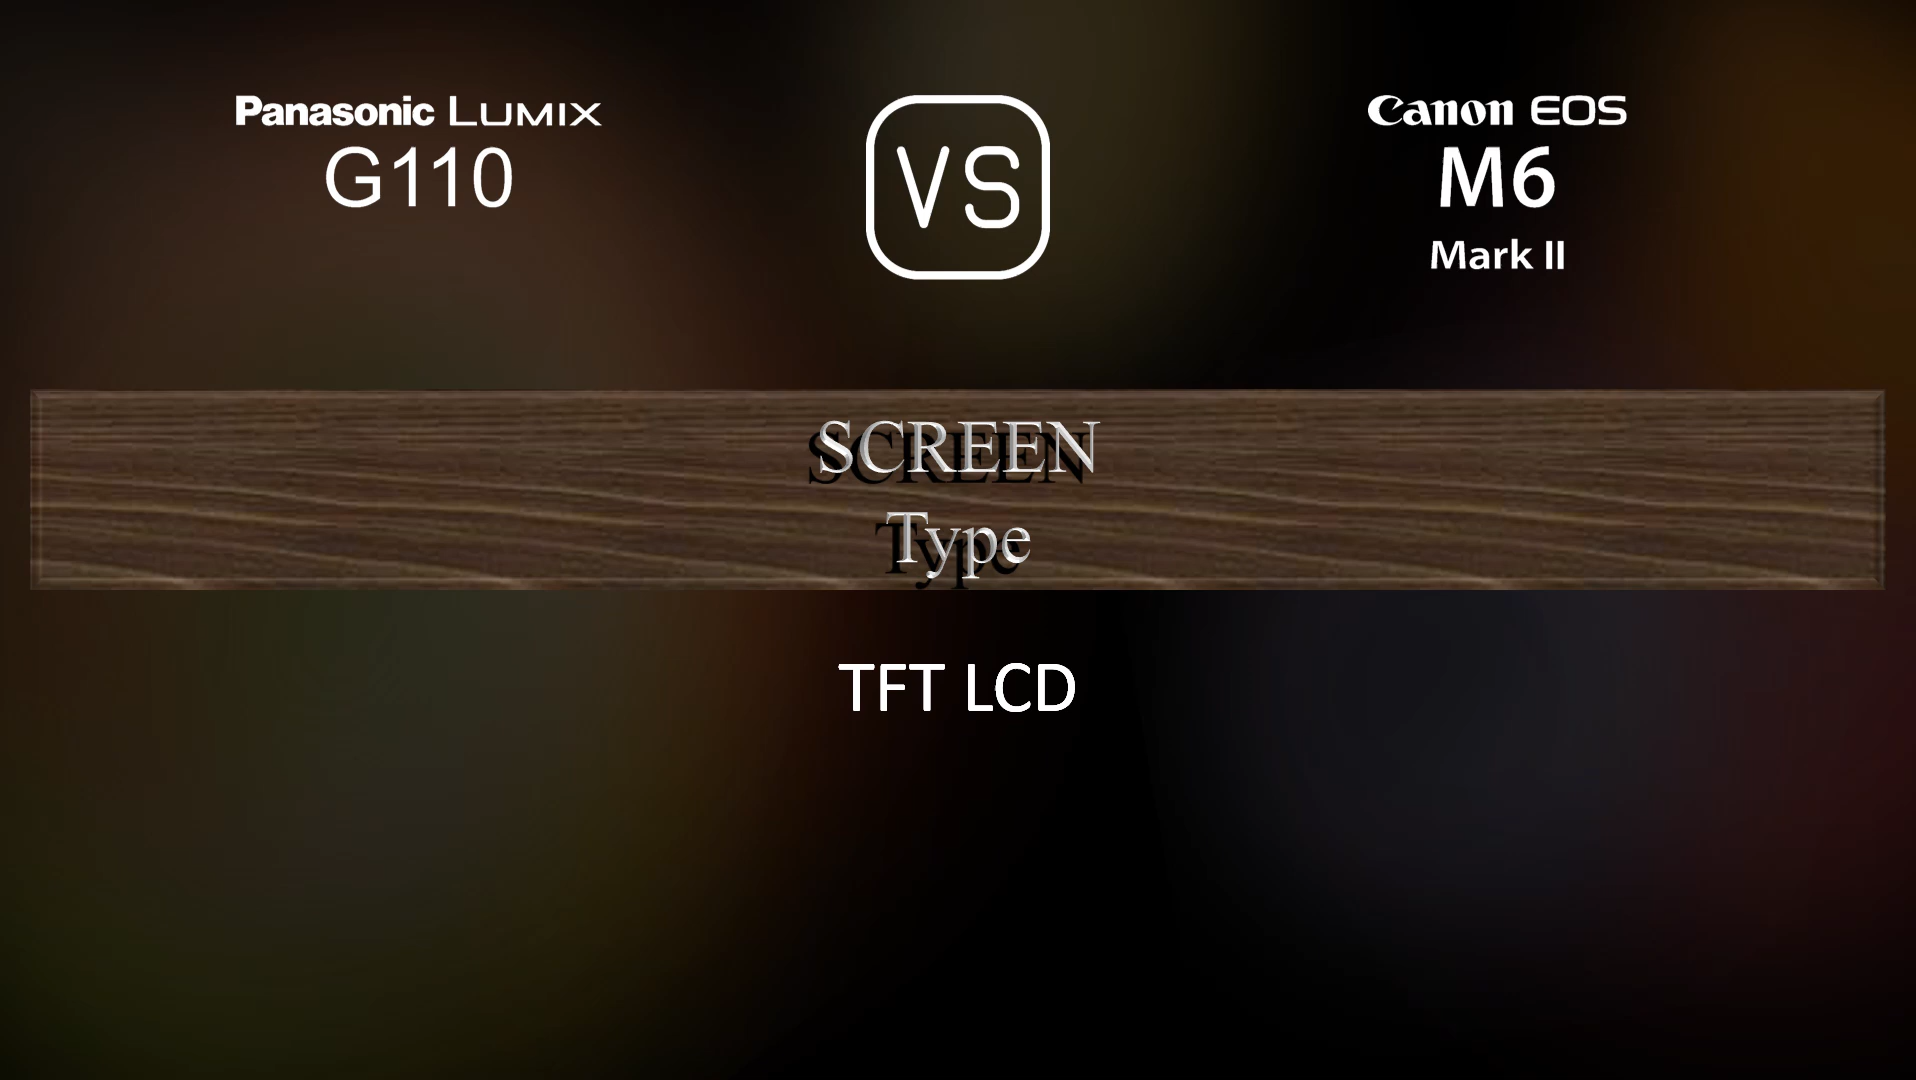 Panasonic LUMIX
G110
VS
Canon EOS
M6
Mark II
SCREEN
Type
TFT LCD